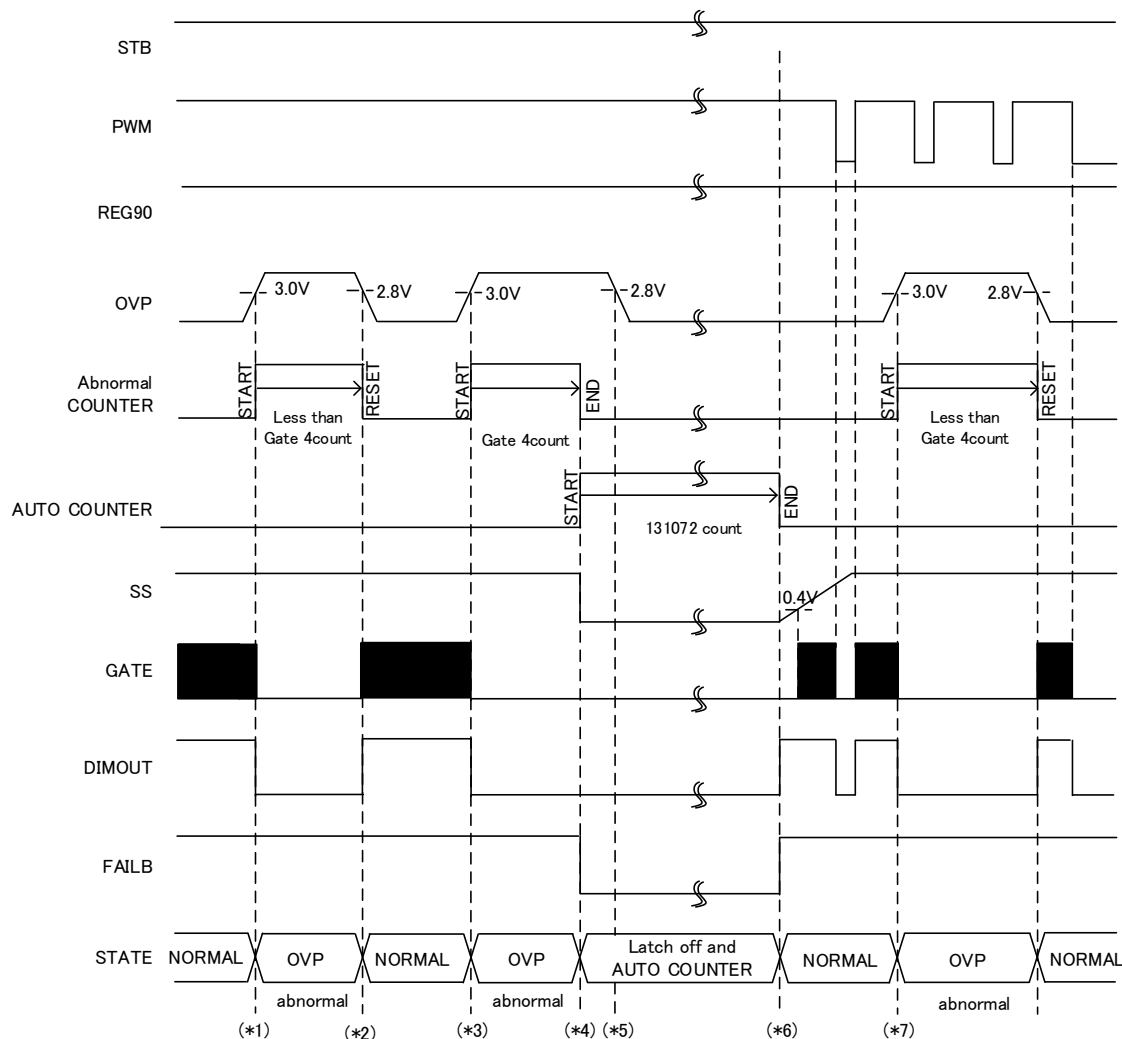 STB
PWM
REG90
OVP
3.0V
2.8V
3.0V
2.8V
3.0V
2.8V
Abnormal
COUNTER
START
RESET
START
END
START
RESET
Less than
Gate 4count
Gate 4count
Less than
Gate 4count
AUTO COUNTER
START
END
131072 count
SS
0.4V
GATE
DIMOUT
FAILB
STATE
NORMAL
OVP
NORMAL
OVP
Latch off and
AUTO COUNTER
NORMAL
OVP
NORMAL
abnormal
abnormal
abnormal
(*1)
(*2)
(*3)
(*4)
(*5)
(*6)
(*7)